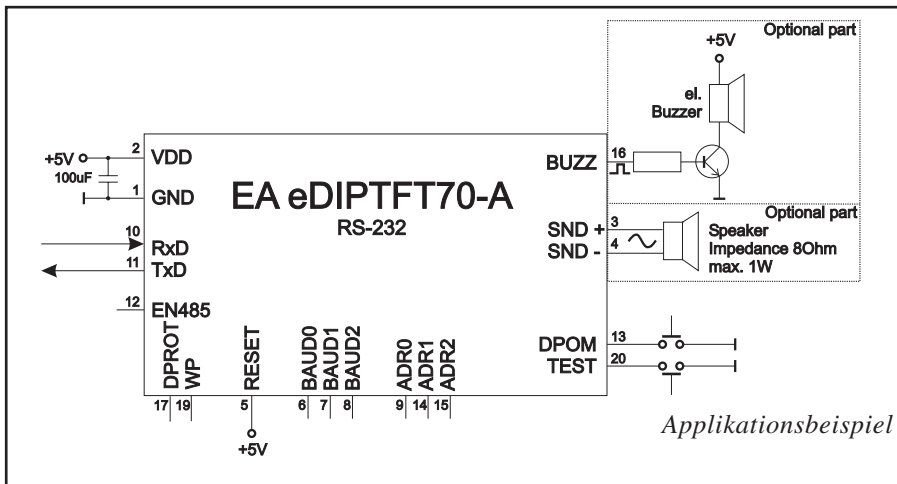 Optional part
+5V
el.
Buzzer
2
VDD
+5V
100uF
1
GND
EA eDIPTFT70-A
RS-232
BUZZ
16
Optional part
SND +
3
SND -
4
Speaker
Impedance 8Ohm
max. 1W
10
RxD
11
TxD
12
EN485
DPROT
WP
RESET
BAUD0
BAUD1
BAUD2
ADR0
ADR1
ADR2
DPOM
13
TEST
20
17
19
5
6
7
8
9
14
15
+5V
Applikationsbeispiel